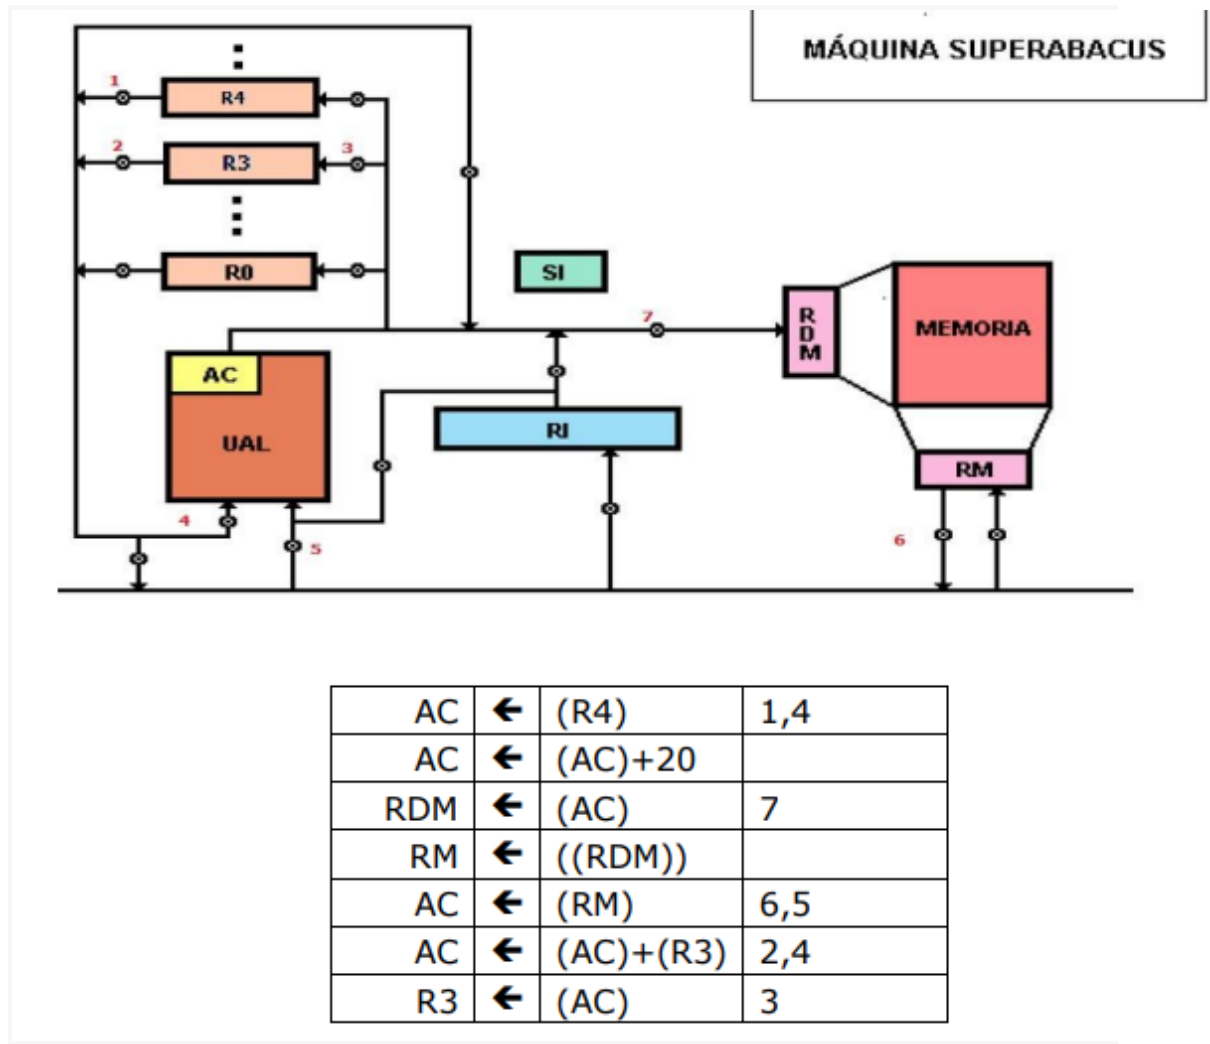 MÁQUINA SUPERABACUS
1
R4
2
R3
3
R0
SI
7
RDM
MEMORIA
AC
UAL
RI
RM
4
5
6
AC 🡸 (R4) 1,4
AC 🡸 (AC)+20
RDM 🡸 (AC) 7
RM 🡸 ((RDM))
AC 🡸 (RM) 6,5
AC 🡸 (AC)+(R3) 2,4
R3 🡸 (AC) 3